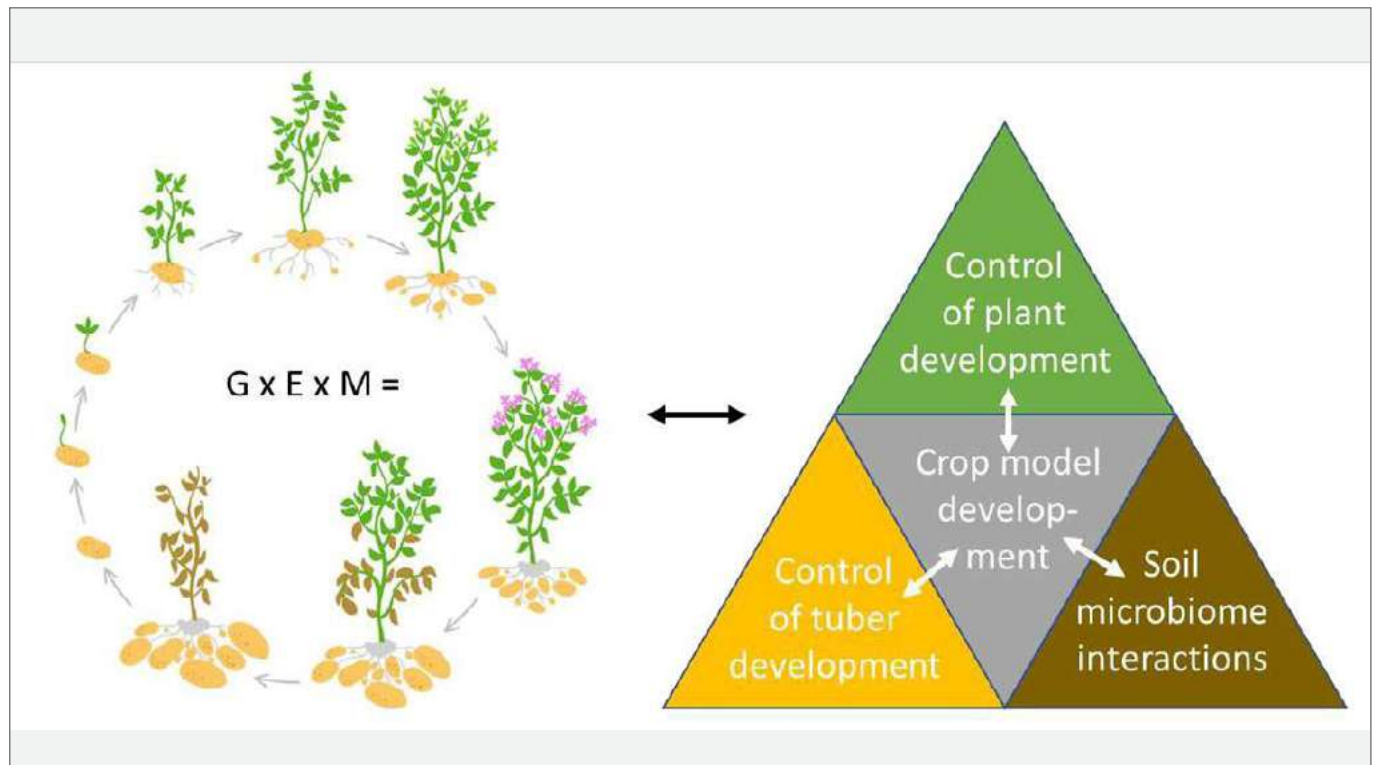 G x E x M =
Control
of plant
development
Crop model
develop-
ment
Control
of tuber
development
Soil
microbiome
interactions